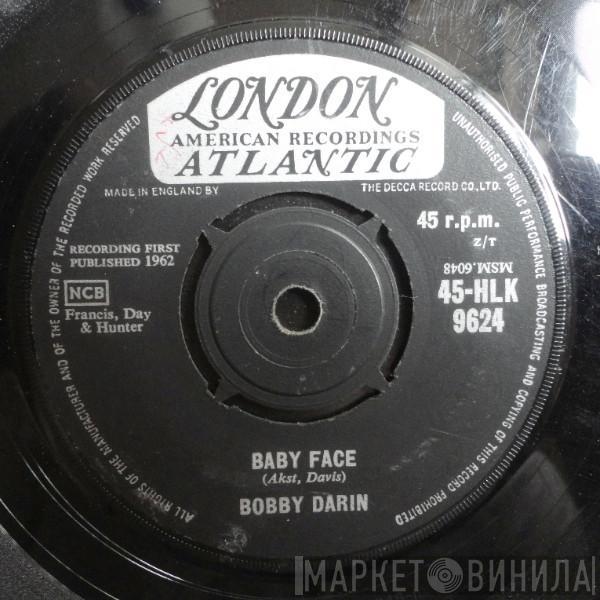 LONDON
AMERICAN RECORDINGS
ATLANTIC
MADE IN ENGLAND BY
THE DECCA RECORD CO., LTD.
RECORDING FIRST
PUBLISHED 1962
NCB
Francis, Day
& Hunter
45 r.p.m.
Z/T
MSM.6048
45-HLK
9624
BABY FACE
(Akst, Davis)
BOBBY DARIN
ALL RIGHTS OF THE MANUFACTURER AND OF THE OWNER OF THE RECORDED WORK RESERVED
UNAUTHORISED PUBLIC PERFORMANCE BROADCASTING AND COPYING OF THIS RECORD PROHIBITED
МАРКЕТ ВИНИЛА